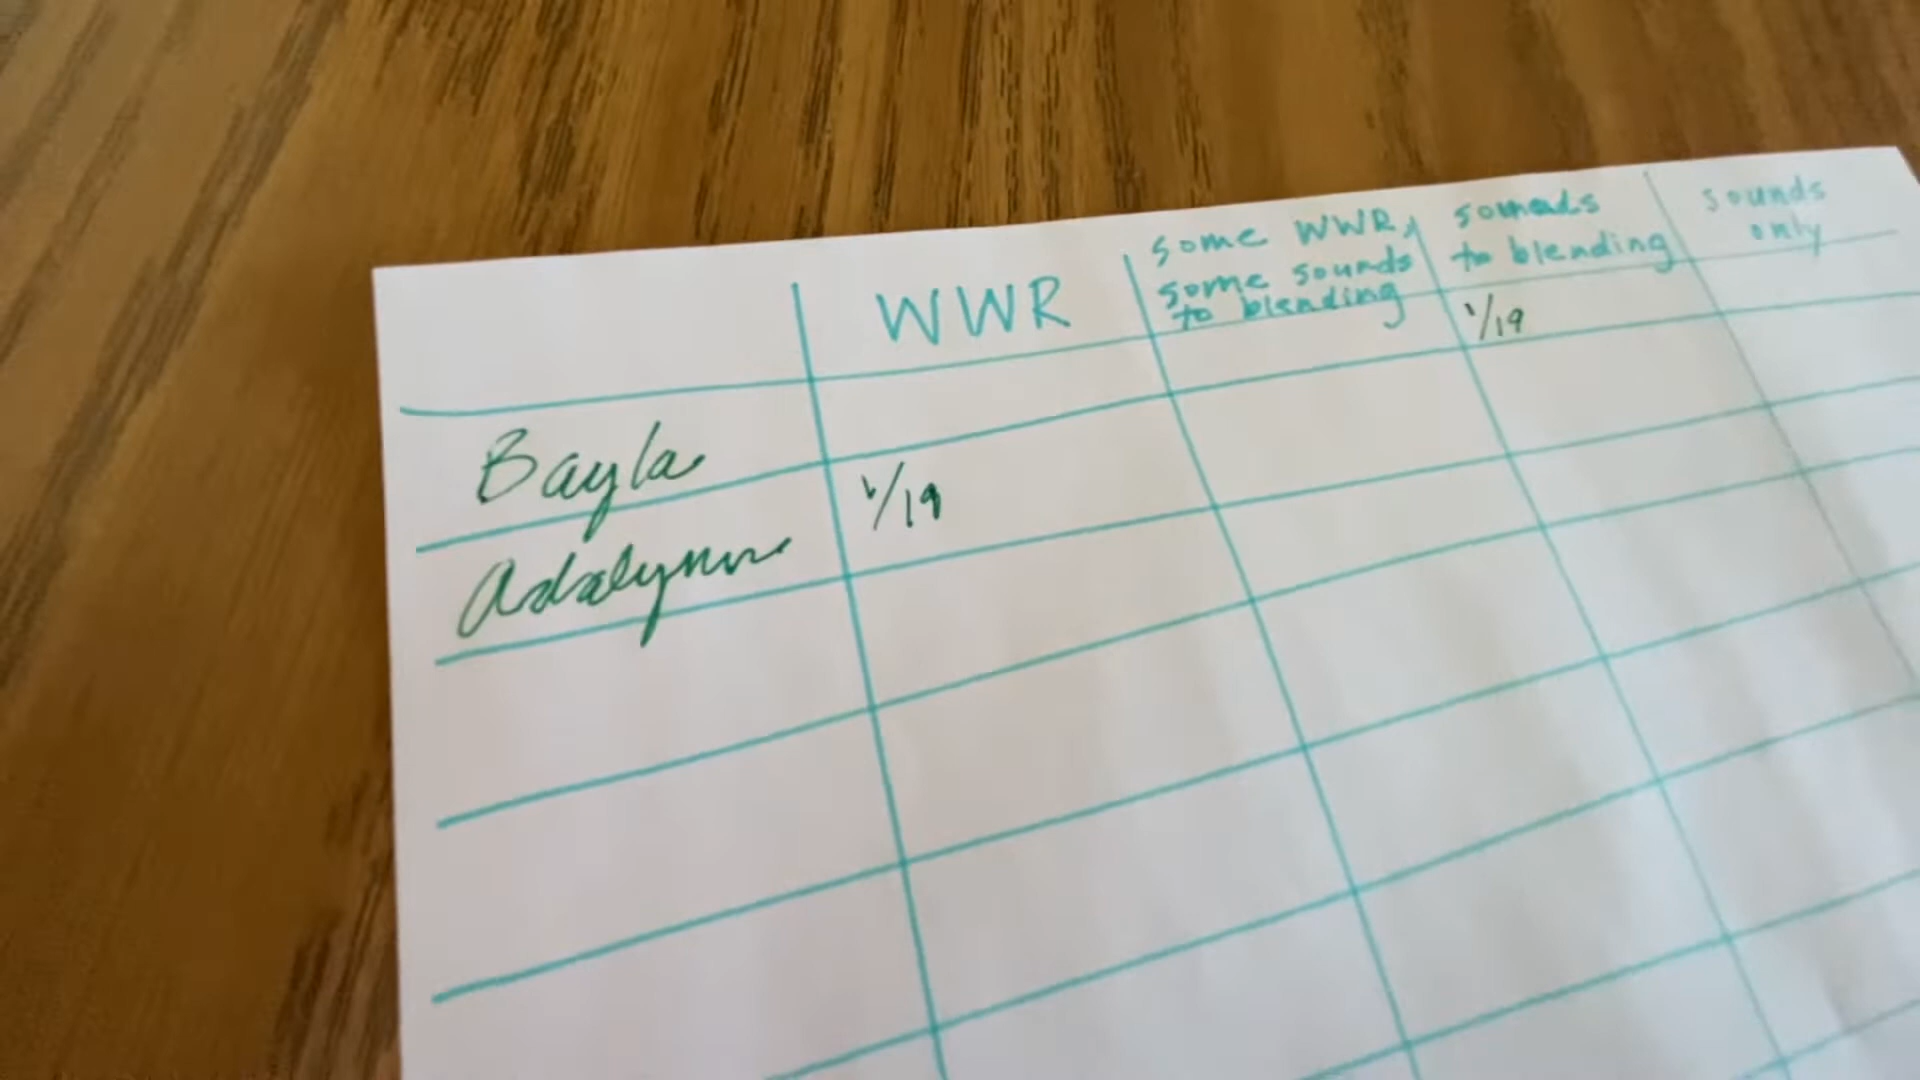 WWR
some WWR,
some sounds
to blending
sounds
to blending
sounds
only
Bayla
1/19
Adalynn
1/19